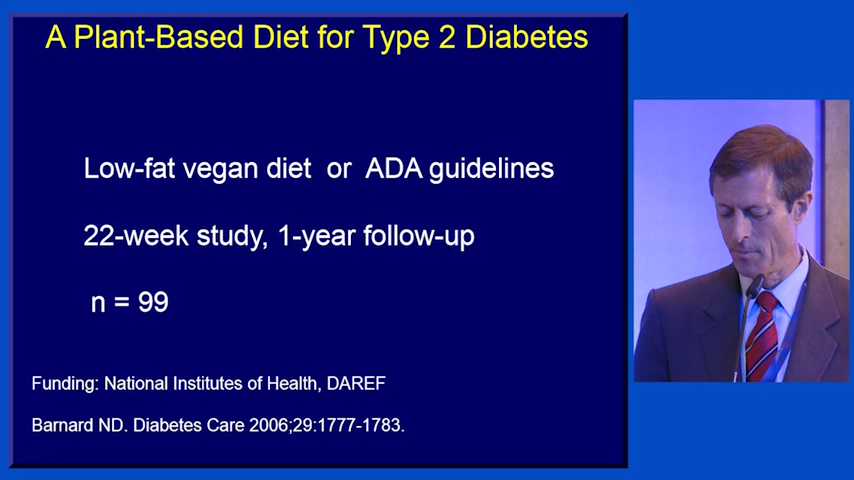 A Plant-Based Diet for Type 2 Diabetes
Low-fat vegan diet or ADA guidelines
22-week study, 1-year follow-up
n = 99
Funding: National Institutes of Health, DAREF
Barnard ND. Diabetes Care 2006;29:1777-1783.